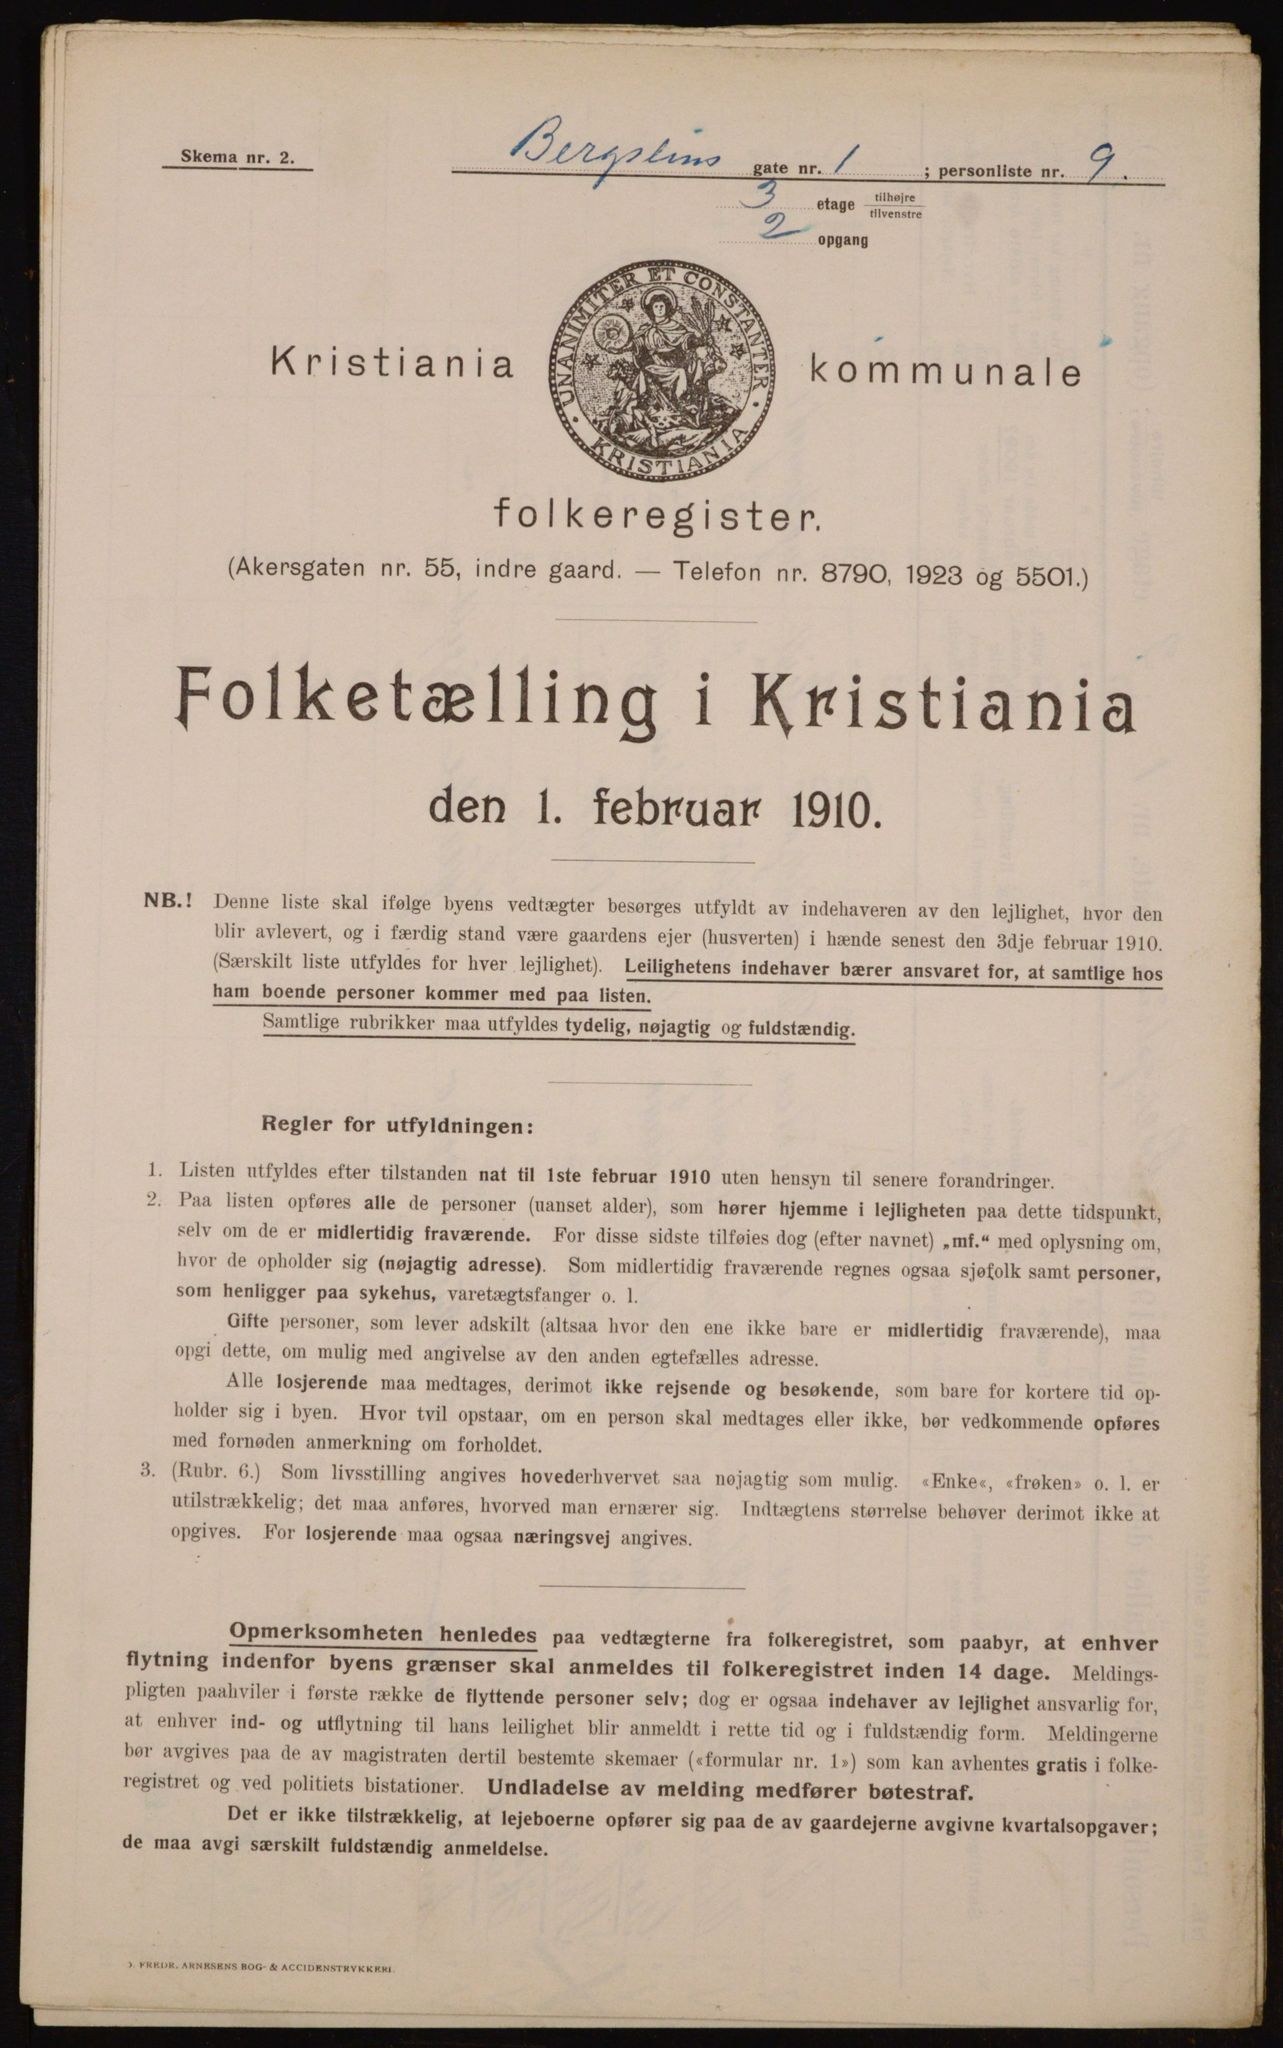 Skema nr. 2.
Bergsliens gate nr. 1 ; personliste nr. 9.
3 etage tilhøjre
tilvenstre
2 opgang
UNANIMITER ET CONSTANTER
KRISTIANIA
Kristiania kommunale
folkeregister.
(Akersgaten nr. 55, indre gaard. — Telefon nr. 8790, 1923 og 5501.)
Folketælling i Kristiania
den 1. februar 1910.
NB.! Denne liste skal ifølge byens vedtægter besørges utfyldt av indehaveren av den lejlighet, hvor den
blir avlevert, og i færdig stand være gaardens ejer (husverten) i hænde senest den 3dje februar 1910.
(Særskilt liste utfyldes for hver lejlighet). Leilighetens indehaver bærer ansvaret for, at samtlige hos
ham boende personer kommer med paa listen.
Samtlige rubrikker maa utfyldes tydelig, nøjagtig og fuldstændig.
Regler for utfyldningen:
1. Listen utfyldes efter tilstanden nat til 1ste februar 1910 uten hensyn til senere forandringer.
2. Paa listen opføres alle de personer (uanset alder), som hører hjemme i lejligheten paa dette tidspunkt,
selv om de er midlertidig fraværende. For disse sidste tilføies dog (efter navnet) „mf.“ med oplysning om,
hvor de opholder sig (nøjagtig adresse). Som midlertidig fraværende regnes ogsaa sjøfolk samt personer,
som henligger paa sykehus, varetægtsfanger o. l.
Gifte personer, som lever adskilt (altsaa hvor den ene ikke bare er midlertidig fraværende), maa
opgi dette, om mulig med angivelse av den anden egtefælles adresse.
Alle losjerende maa medtages, derimot ikke rejsende og besøkende, som bare for kortere tid op-
holder sig i byen. Hvor tvil opstaar, om en person skal medtages eller ikke, bør vedkommende opføres
med fornøden anmerkning om forholdet.
3. (Rubr. 6.) Som livsstilling angives hovederhvervet saa nøjagtig som mulig. «Enke«, «frøken» o. l. er
utilstrækkelig; det maa anføres, hvorved man ernærer sig. Indtægtens størrelse behøver derimot ikke at
opgives. For losjerende maa ogsaa næringsvej angives.
Opmerksomheten henledes paa vedtægterne fra folkeregistret, som paabyr, at enhver
flytning indenfor byens grænser skal anmeldes til folkeregistret inden 14 dage. Meldings-
pligten paahviler i første række de flyttende personer selv; dog er ogsaa indehaver av lejlighet ansvarlig for,
at enhver ind- og utflytning til hans leilighet blir anmeldt i rette tid og i fuldstændig form. Meldingerne
bør avgives paa de av magistraten dertil bestemte skemaer («formular nr. 1») som kan avhentes gratis i folke-
registret og ved politiets bistationer. Undladelse av melding medfører bøtestraf.
Det er ikke tilstrækkelig, at lejeboerne opfører sig paa de av gaardejerne avgivne kvartalsopgaver;
de maa avgi særskilt fuldstændig anmeldelse.
FREDR. ARNESENS BOG- & ACCIDENSTRYKKERI.